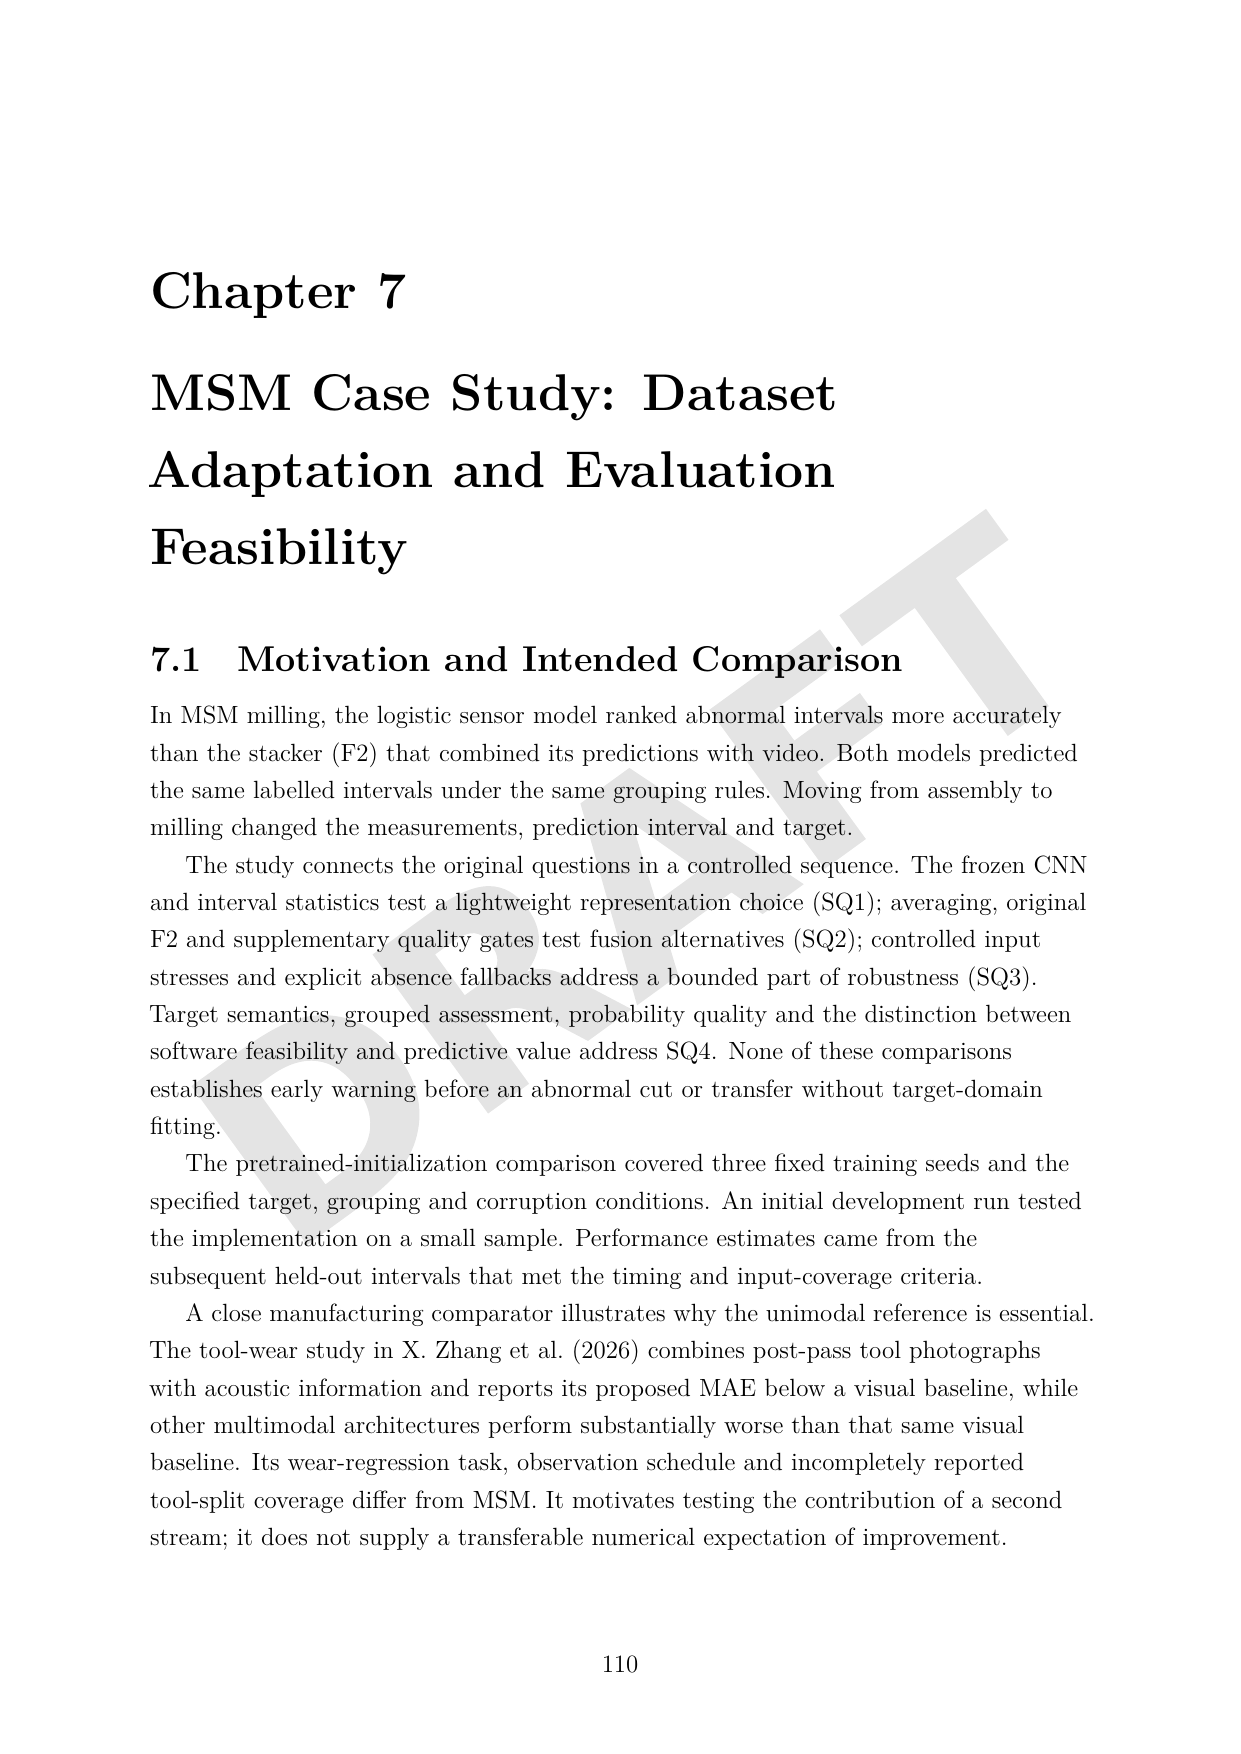 Chapter 7
MSM Case Study: Dataset
Adaptation and Evaluation
Feasibility
7.1 Motivation and Intended Comparison
In MSM milling, the logistic sensor model ranked abnormal intervals more accurately
than the stacker (F2) that combined its predictions with video. Both models predicted
the same labelled intervals under the same grouping rules. Moving from assembly to
milling changed the measurements, prediction interval and target.
The study connects the original questions in a controlled sequence. The frozen CNN
and interval statistics test a lightweight representation choice (SQ1); averaging, original
F2 and supplementary quality gates test fusion alternatives (SQ2); controlled input
stresses and explicit absence fallbacks address a bounded part of robustness (SQ3).
Target semantics, grouped assessment, probability quality and the distinction between
software feasibility and predictive value address SQ4. None of these comparisons
establishes early warning before an abnormal cut or transfer without target-domain
fitting.
The pretrained-initialization comparison covered three fixed training seeds and the
specified target, grouping and corruption conditions. An initial development run tested
the implementation on a small sample. Performance estimates came from the
subsequent held-out intervals that met the timing and input-coverage criteria.
A close manufacturing comparator illustrates why the unimodal reference is essential.
The tool-wear study in X. Zhang et al. (2026) combines post-pass tool photographs
with acoustic information and reports its proposed MAE below a visual baseline, while
other multimodal architectures perform substantially worse than that same visual
baseline. Its wear-regression task, observation schedule and incompletely reported
tool-split coverage differ from MSM. It motivates testing the contribution of a second
stream; it does not supply a transferable numerical expectation of improvement.
110
DRAFT